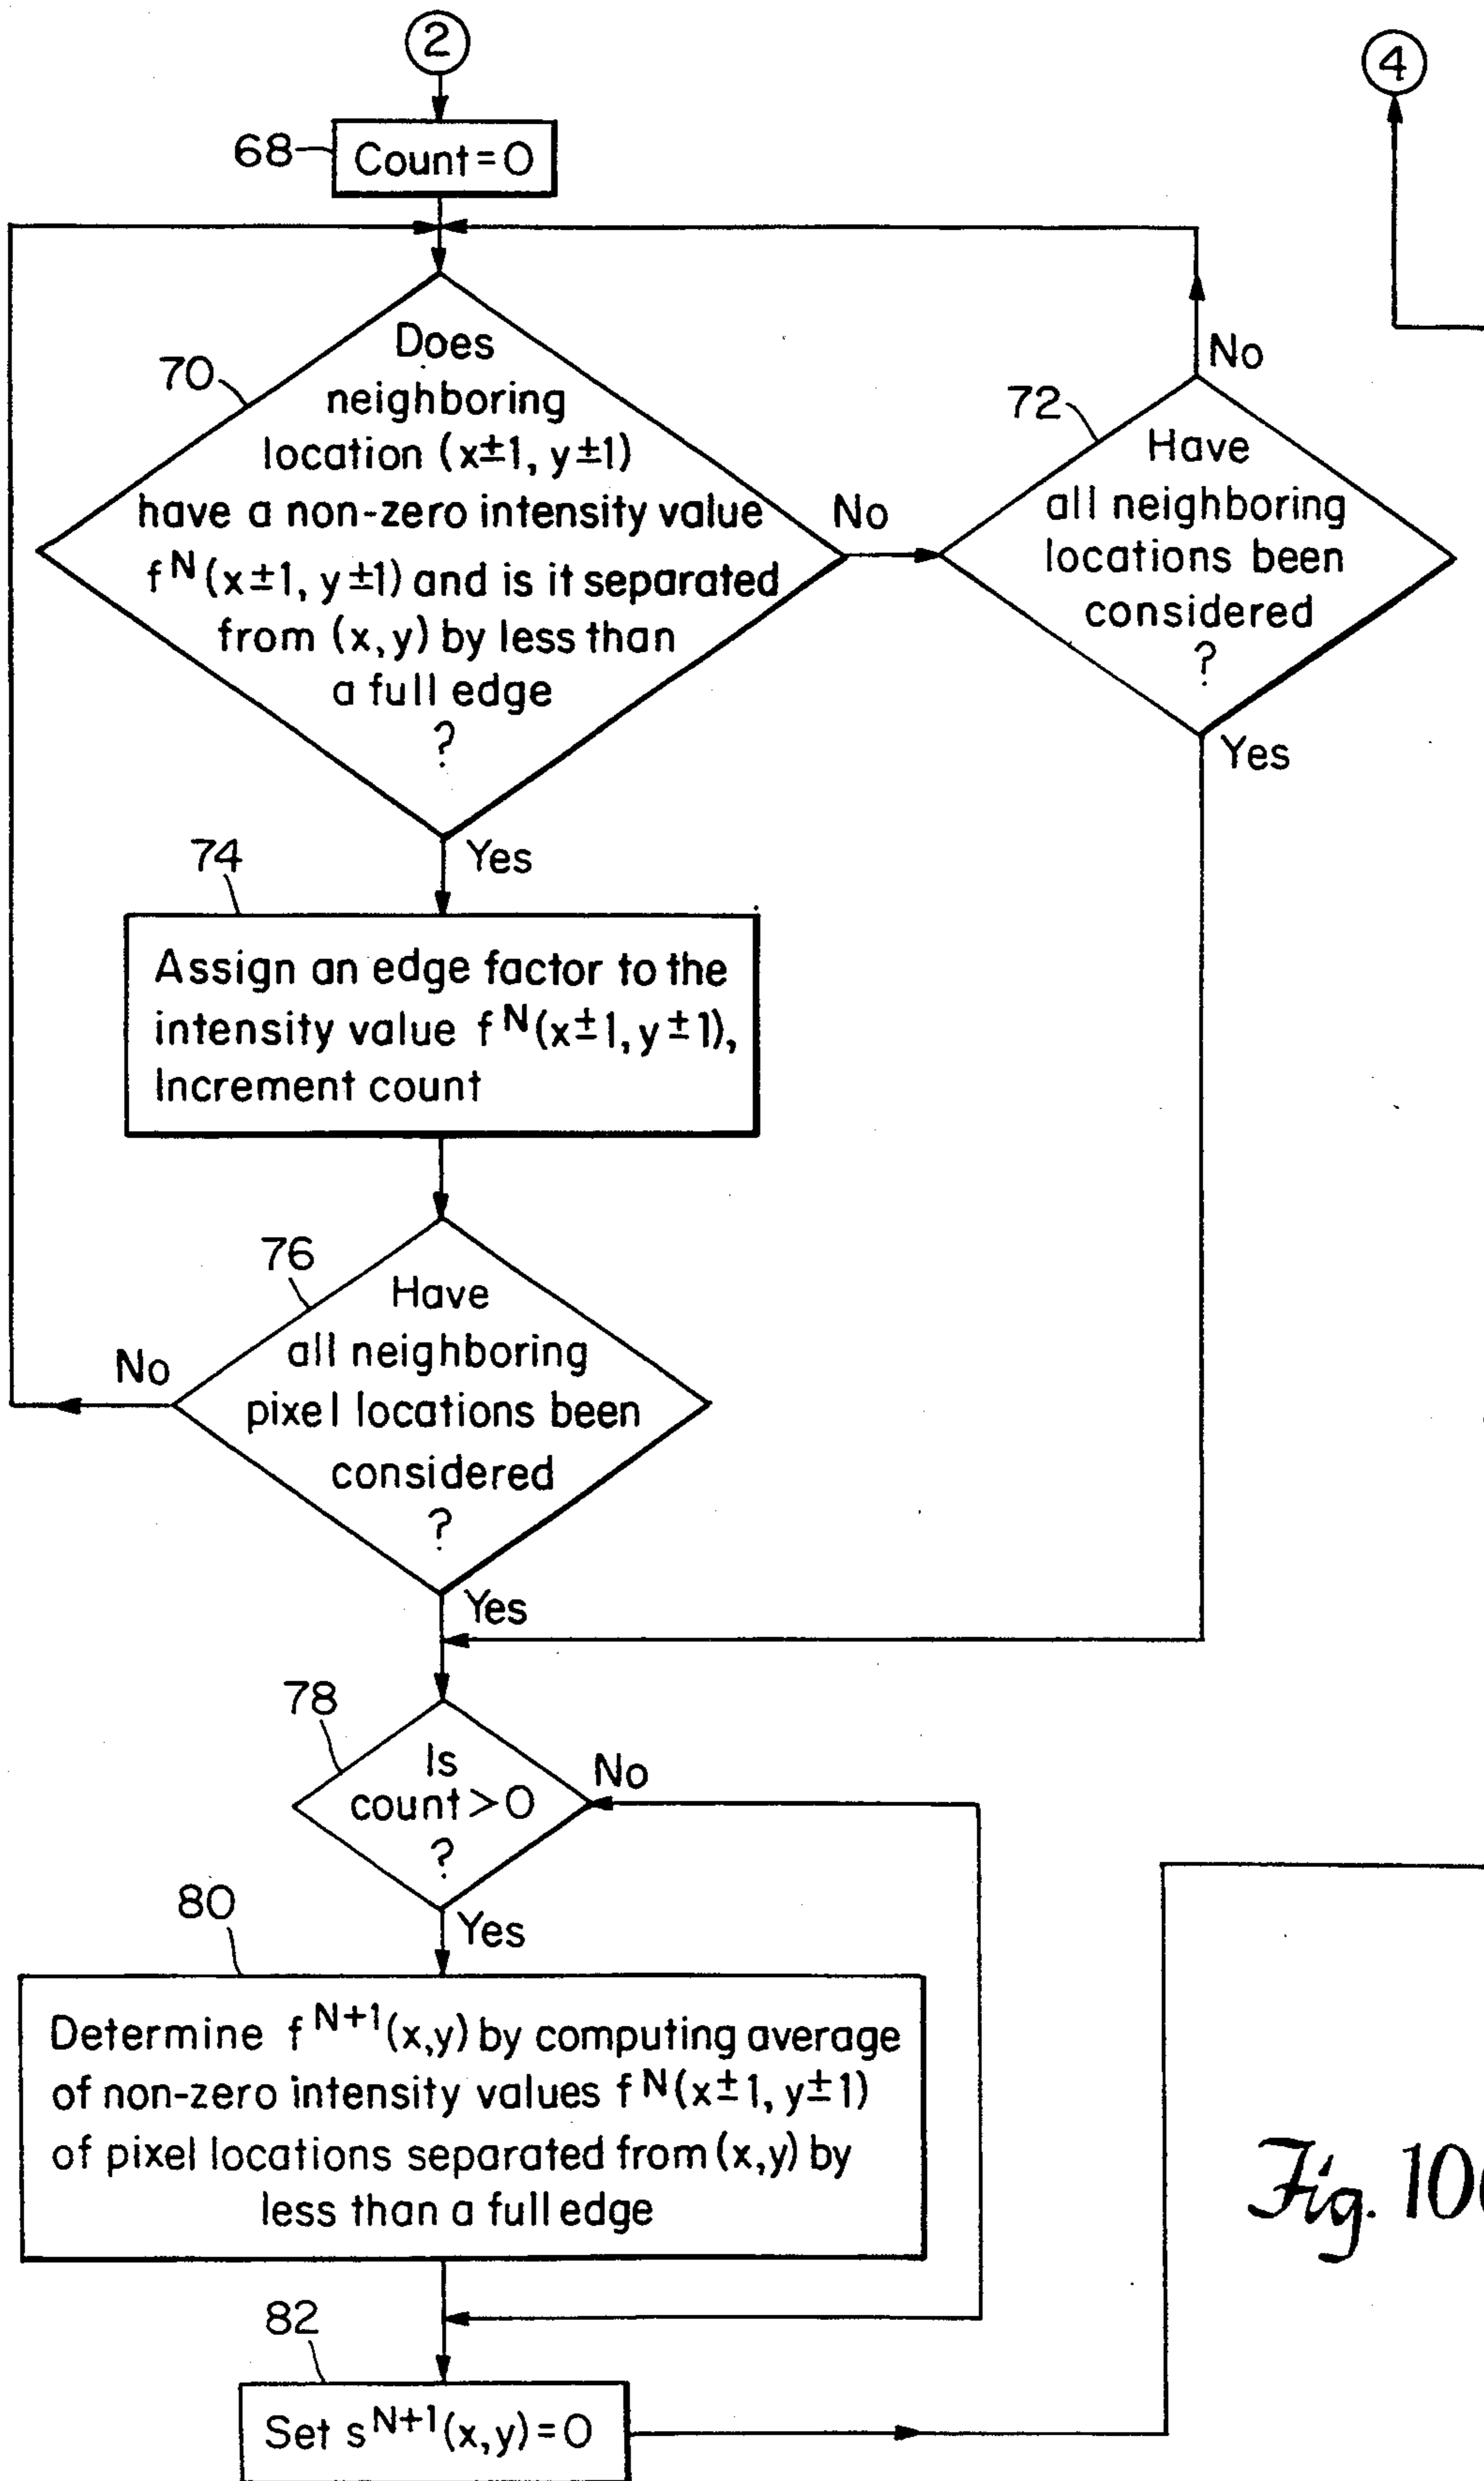 2
4
68
Count=0
70
Does
neighboring
location (x±1, y±1)
have a non-zero intensity value
f^N(x±1, y±1) and is it separated
from (x,y) by less than
a full edge
?
No
72
No
Have
all neighboring
locations been
considered
?
Yes
Yes
74
Assign an edge factor to the
intensity value f^N(x±1,y±1),
Increment count
76
Have
all neighboring
pixel locations been
considered
?
No
Yes
78
Is
count>0
?
No
Yes
80
Determine f^N+1(x,y) by computing average
of non-zero intensity values f^N(x±1, y±1)
of pixel locations separated from (x,y) by
less than a full edge
82
Set s^N+1(x,y)=0
Fig.